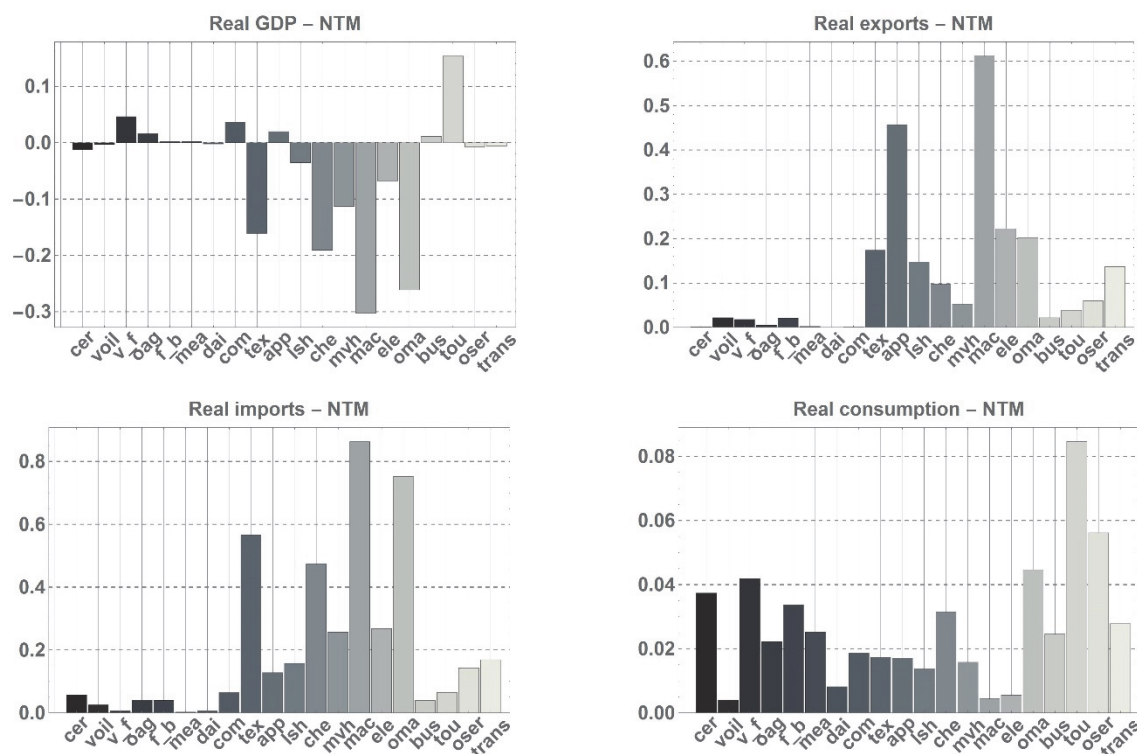 Real GDP – NTM
0.1
0.0
−0.1
−0.2
−0.3
cer voil v_f oag f_b mea dai com tex app lsh che mvh mac ele oma bus tou oser trans
Real exports – NTM
0.6
0.5
0.4
0.3
0.2
0.1
0.0
cer voil v_f oag f_b mea dai com tex app lsh che mvh mac ele oma bus tou oser trans
Real imports – NTM
0.8
0.6
0.4
0.2
0.0
cer voil v_f oag f_b mea dai com tex app lsh che mvh mac ele oma bus tou oser trans
Real consumption – NTM
0.08
0.06
0.04
0.02
0.00
cer voil v_f oag f_b mea dai com tex app lsh che mvh mac ele oma bus tou oser trans